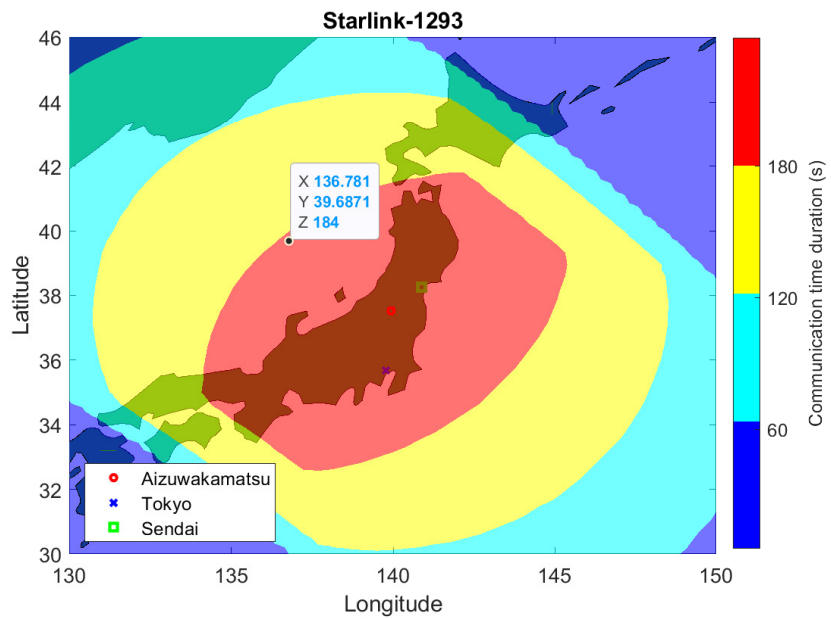 Starlink-1293
46
44
42
40
38
36
34
32
30
Latitude
X 136.781
Y 39.6871
Z 184
Aizuwakamatsu
Tokyo
Sendai
130
135
140
145
150
Longitude
180
120
60
Communication time duration (s)